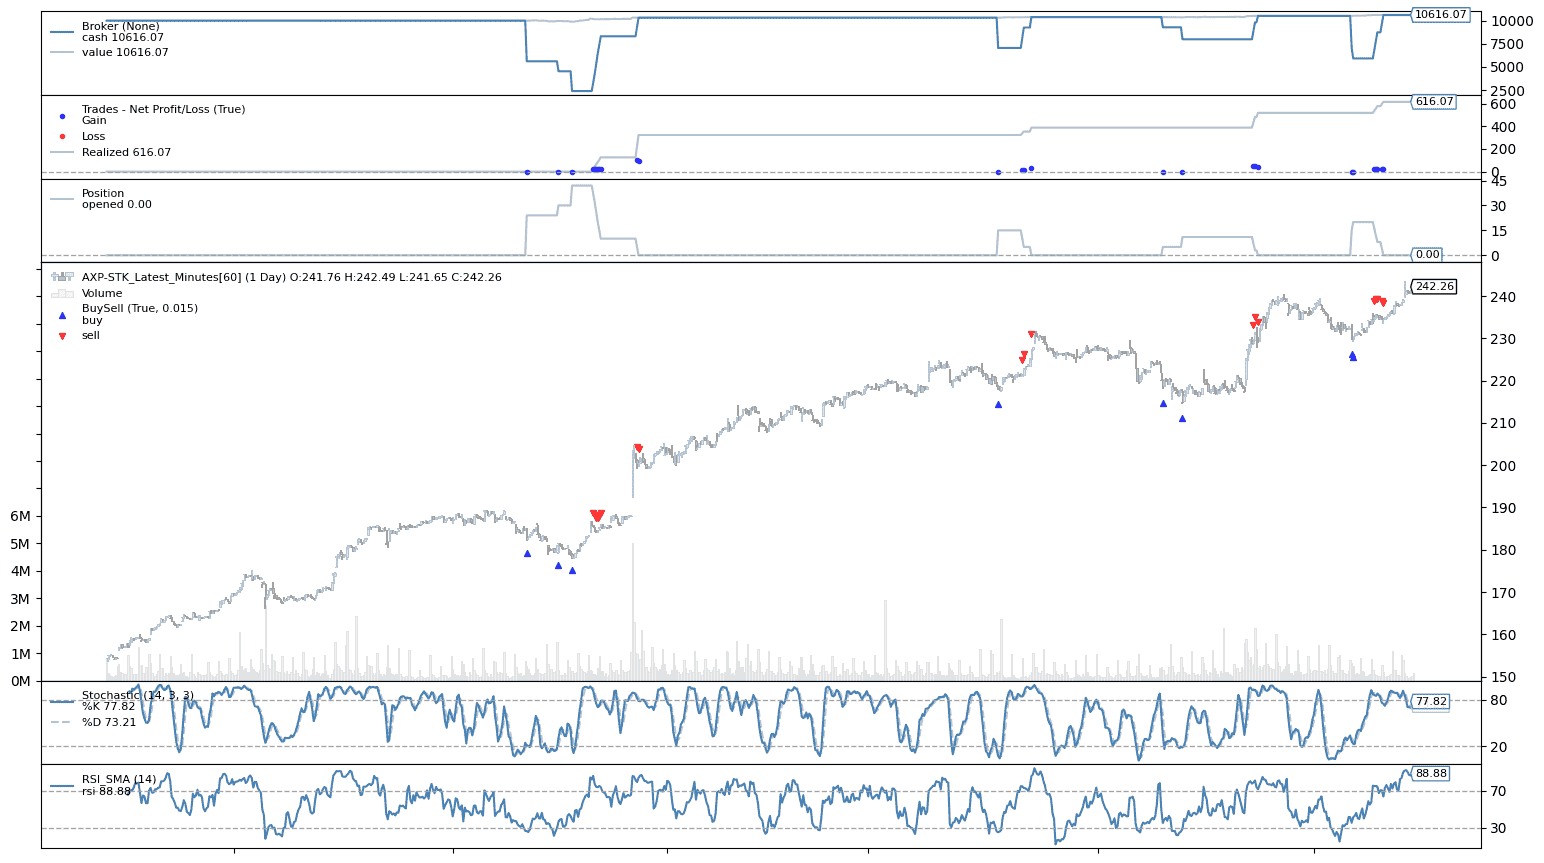 Broker (None)
cash 10616.07
value 10616.07
10616.07
10000
7500
5000
2500
Trades - Net Profit/Loss (True)
Gain
Loss
Realized 616.07
616.07
600
400
200
0
Position
opened 0.00
45
30
15
0
0.00
AXP-STK_Latest_Minutes[60] (1 Day) O:241.76 H:242.49 L:241.65 C:242.26
Volume
BuySell (True, 0.015)
buy
sell
242.26
240
230
220
210
200
190
180
170
160
150
6M
5M
4M
3M
2M
1M
0M
Stochastic (14, 3, 3)
%K 77.82
%D 73.21
77.82
80
20
RSI_SMA (14)
rsi 88.88
88.88
70
30